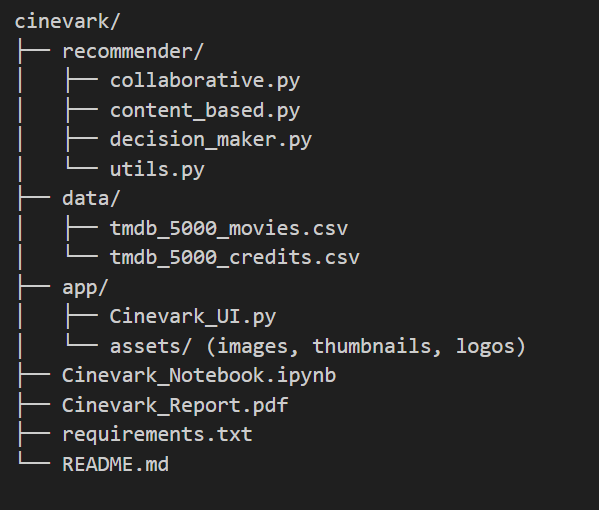 cinevark/
├── recommender/
│   ├── collaborative.py
│   ├── content_based.py
│   ├── decision_maker.py
│   └── utils.py
├── data/
│   ├── tmdb_5000_movies.csv
│   └── tmdb_5000_credits.csv
├── app/
│   ├── Cinevark_UI.py
│   └── assets/ (images, thumbnails, logos)
├── Cinevark_Notebook.ipynb
├── Cinevark_Report.pdf
├── requirements.txt
└── README.md